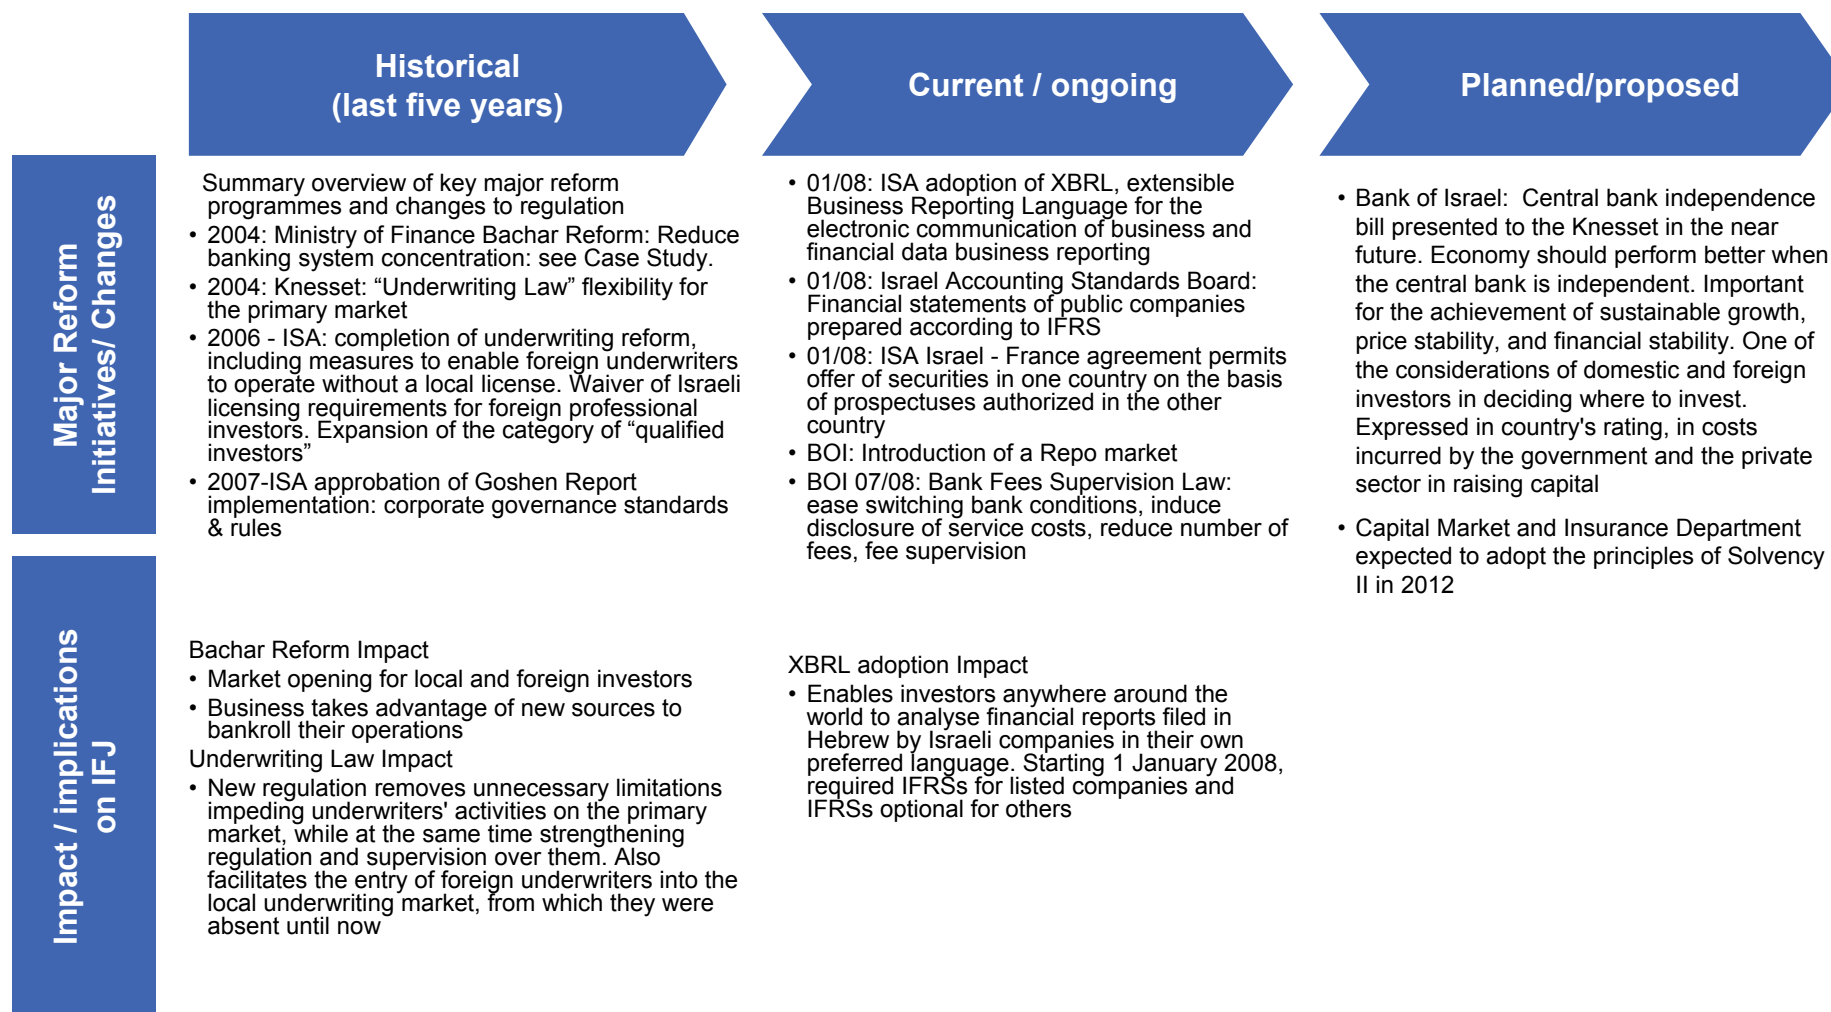 Historical
(last five years)
Current / ongoing
Planned/proposed
Major Reform
Initiatives/ Changes
Summary overview of key major reform
programmes and changes to regulation
• 2004: Ministry of Finance Bachar Reform: Reduce
banking system concentration: see Case Study.
• 2004: Knesset: “Underwriting Law” flexibility for
the primary market
• 2006 - ISA: completion of underwriting reform,
including measures to enable foreign underwriters
to operate without a local license. Waiver of Israeli
licensing requirements for foreign professional
investors. Expansion of the category of “qualified
investors”
• 2007-ISA approbation of Goshen Report
implementation: corporate governance standards
& rules
• 01/08: ISA adoption of XBRL, extensible
Business Reporting Language for the
electronic communication of business and
financial data business reporting
• 01/08: Israel Accounting Standards Board:
Financial statements of public companies
prepared according to IFRS
• 01/08: ISA Israel - France agreement permits
offer of securities in one country on the basis
of prospectuses authorized in the other
country
• BOI: Introduction of a Repo market
• BOI 07/08: Bank Fees Supervision Law:
ease switching bank conditions, induce
disclosure of service costs, reduce number of
fees, fee supervision
• Bank of Israel:  Central bank independence
bill presented to the Knesset in the near
future. Economy should perform better when
the central bank is independent. Important
for the achievement of sustainable growth,
price stability, and financial stability. One of
the considerations of domestic and foreign
investors in deciding where to invest.
Expressed in country's rating, in costs
incurred by the government and the private
sector in raising capital
• Capital Market and Insurance Department
expected to adopt the principles of Solvency
II in 2012
Impact / implications
on IFJ
Bachar Reform Impact
• Market opening for local and foreign investors
• Business takes advantage of new sources to
bankroll their operations
Underwriting Law Impact
• New regulation removes unnecessary limitations
impeding underwriters' activities on the primary
market, while at the same time strengthening
regulation and supervision over them. Also
facilitates the entry of foreign underwriters into the
local underwriting market, from which they were
absent until now
XBRL adoption Impact
• Enables investors anywhere around the
world to analyse financial reports filed in
Hebrew by Israeli companies in their own
preferred language. Starting 1 January 2008,
required IFRSs for listed companies and
IFRSs optional for others